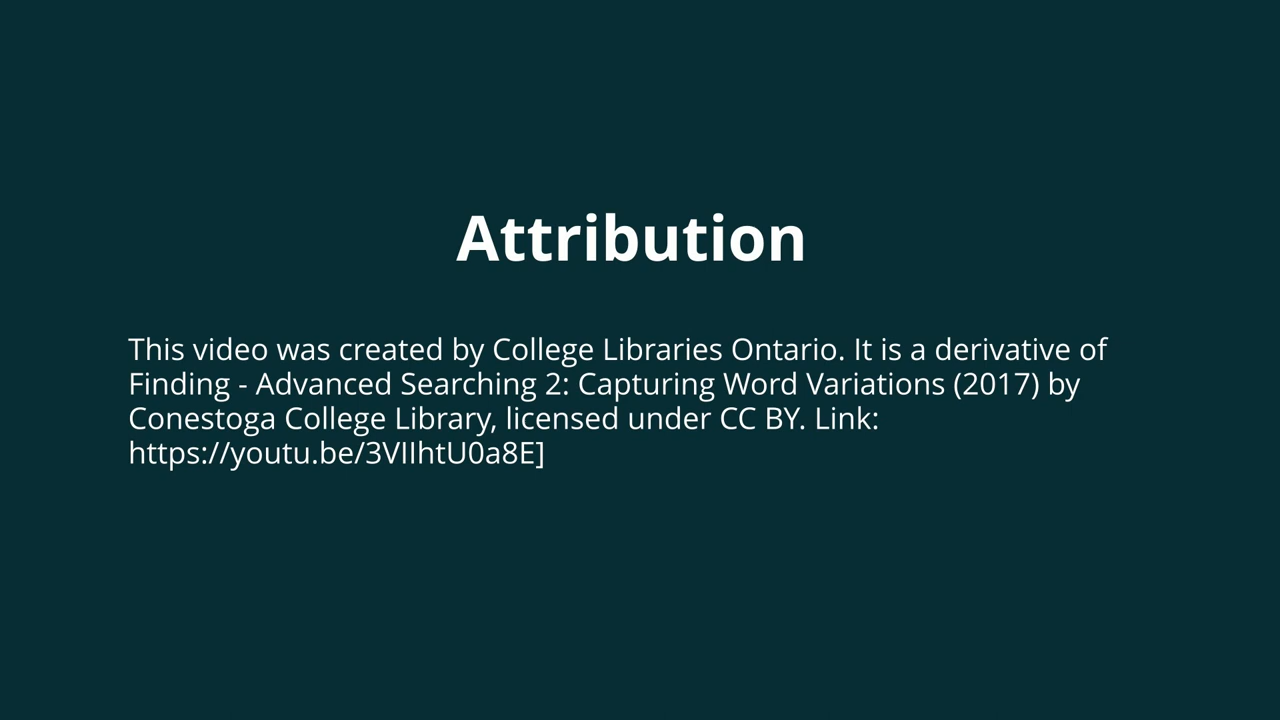 Attribution
This video was created by College Libraries Ontario. It is a derivative of
Finding - Advanced Searching 2: Capturing Word Variations (2017) by
Conestoga College Library, licensed under CC BY. Link:
https://youtu.be/3VIIhtU0a8E]